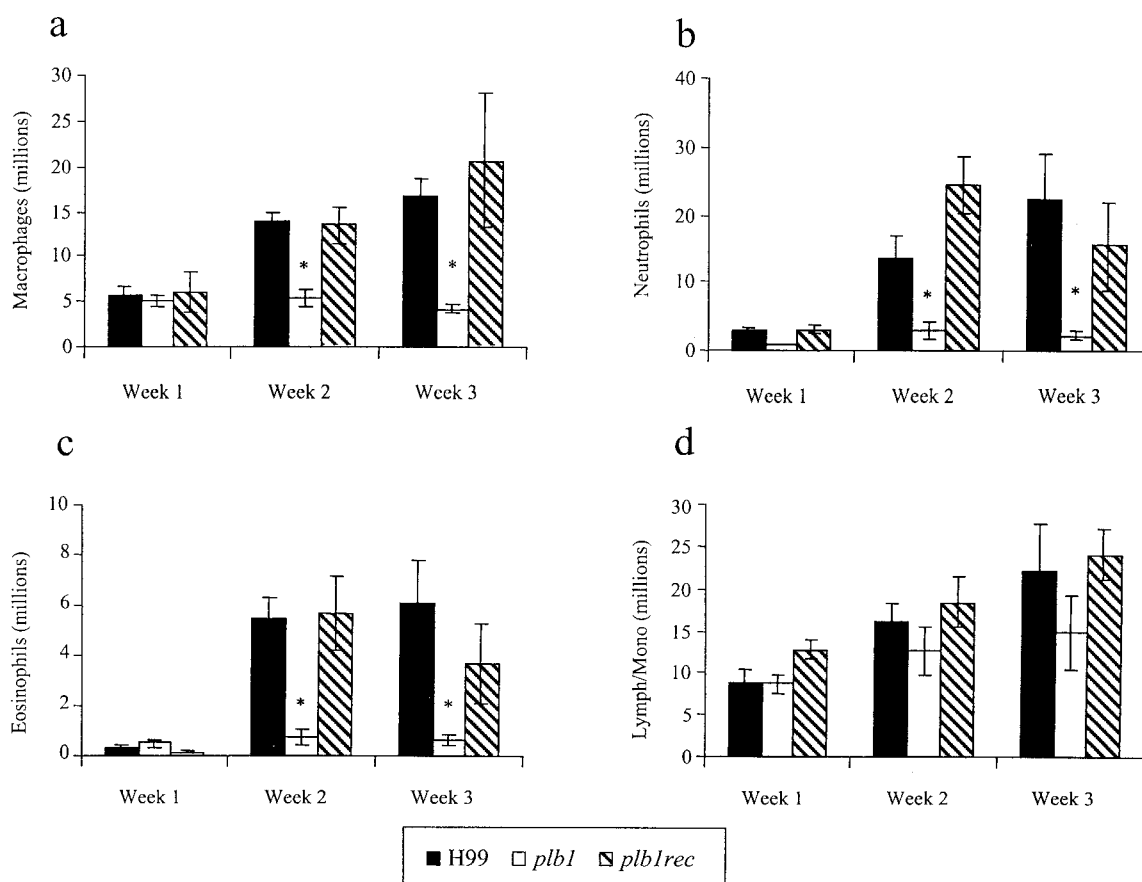 a
Macrophages (millions)
30
25
20
15
10
5
0
*
*
Week 1 Week 2 Week 3
b
Neutrophils (millions)
40
30
20
10
0
*
*
Week 1 Week 2 Week 3
c
Eosinophils (millions)
10
8
6
4
2
0
*
*
Week 1 Week 2 Week 3
d
Lymph/Mono (millions)
30
25
20
15
10
5
0
Week 1 Week 2 Week 3
H99 plb1 plb1rec